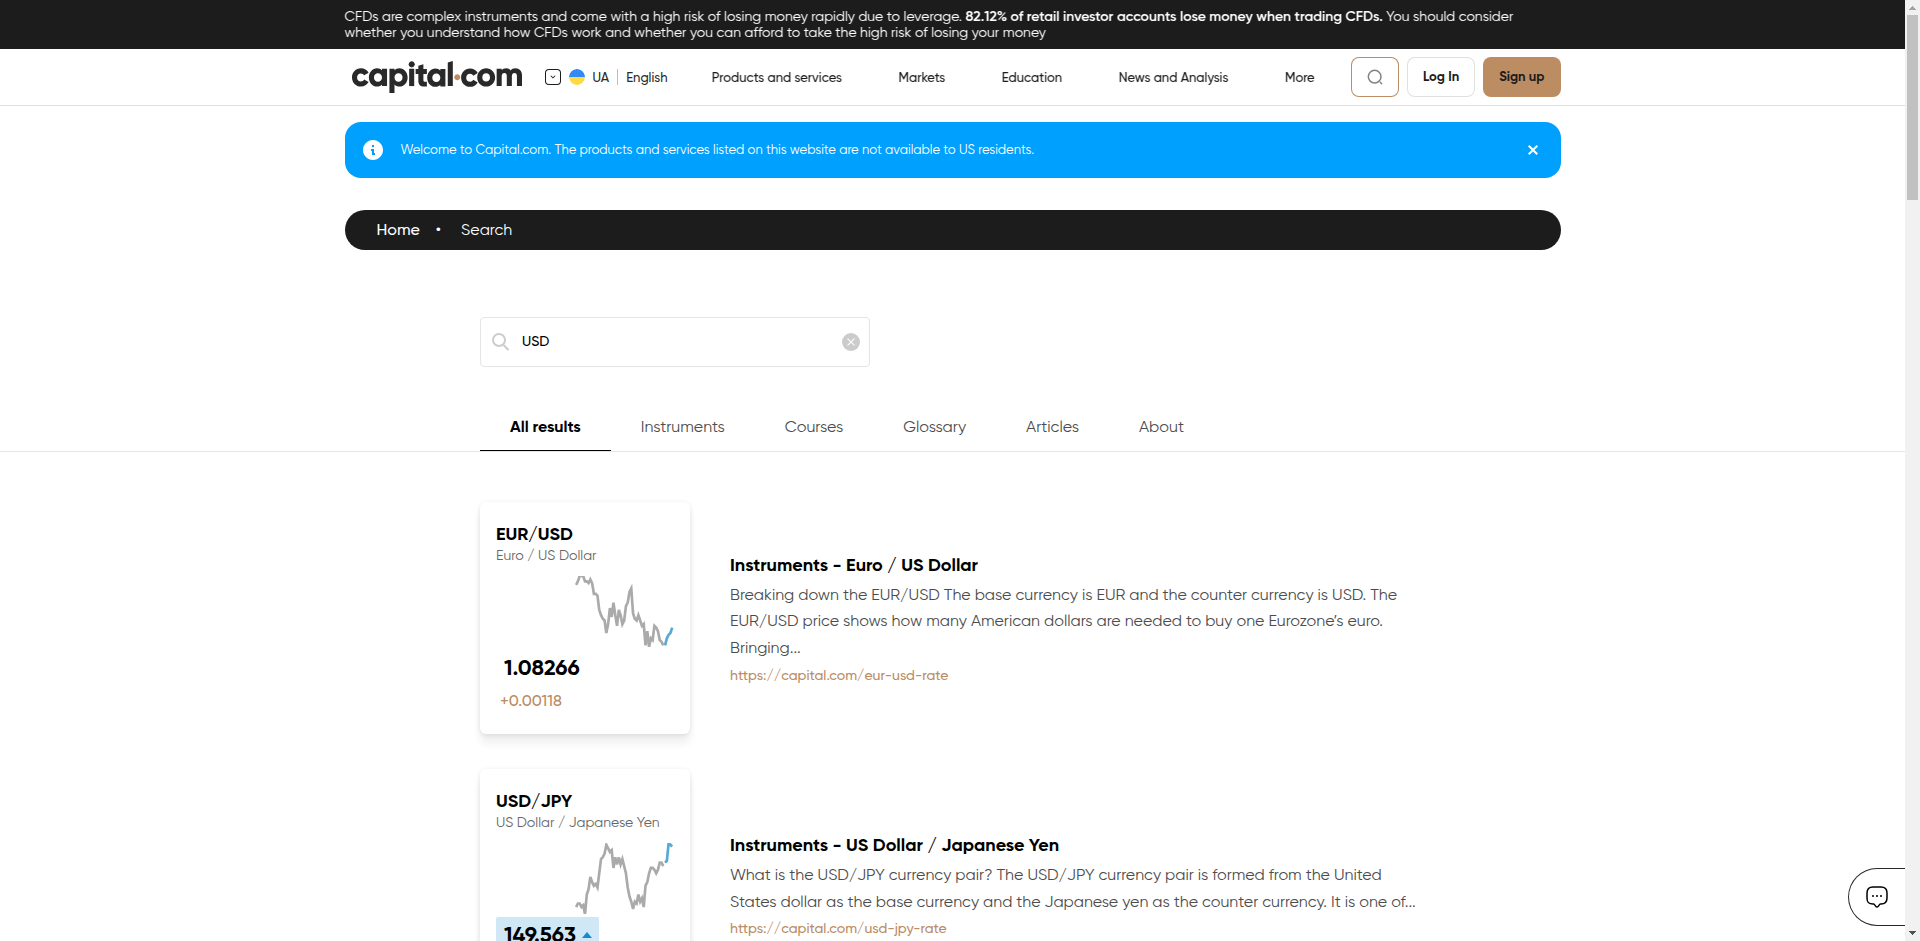 CFDs are complex instruments and come with a high risk of losing money rapidly due to leverage. 82.12% of retail investor accounts lose money when trading CFDs. You should consider
whether you understand how CFDs work and whether you can afford to take the high risk of losing your money
capital.com
UA
English
Products and services
Markets
Education
News and Analysis
More
Log In
Sign up
Welcome to Capital.com. The products and services listed on this website are not available to US residents.
Home • Search
USD
All results
Instruments
Courses
Glossary
Articles
About
EUR/USD
Euro / US Dollar
1.08266
+0.00118
Instruments - Euro / US Dollar
Breaking down the EUR/USD The base currency is EUR and the counter currency is USD. The
EUR/USD price shows how many American dollars are needed to buy one Eurozone’s euro.
Bringing...
https://capital.com/eur-usd-rate
USD/JPY
US Dollar / Japanese Yen
149.563
Instruments - US Dollar / Japanese Yen
What is the USD/JPY currency pair? The USD/JPY currency pair is formed from the United
States dollar as the base currency and the Japanese yen as the counter currency. It is one of...
https://capital.com/usd-jpy-rate